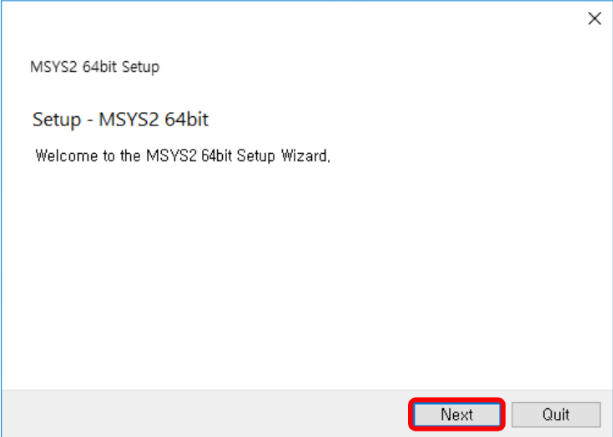 MSYS2 64bit Setup
Setup - MSYS2 64bit
Welcome to the MSYS2 64bit Setup Wizard.
Next Quit